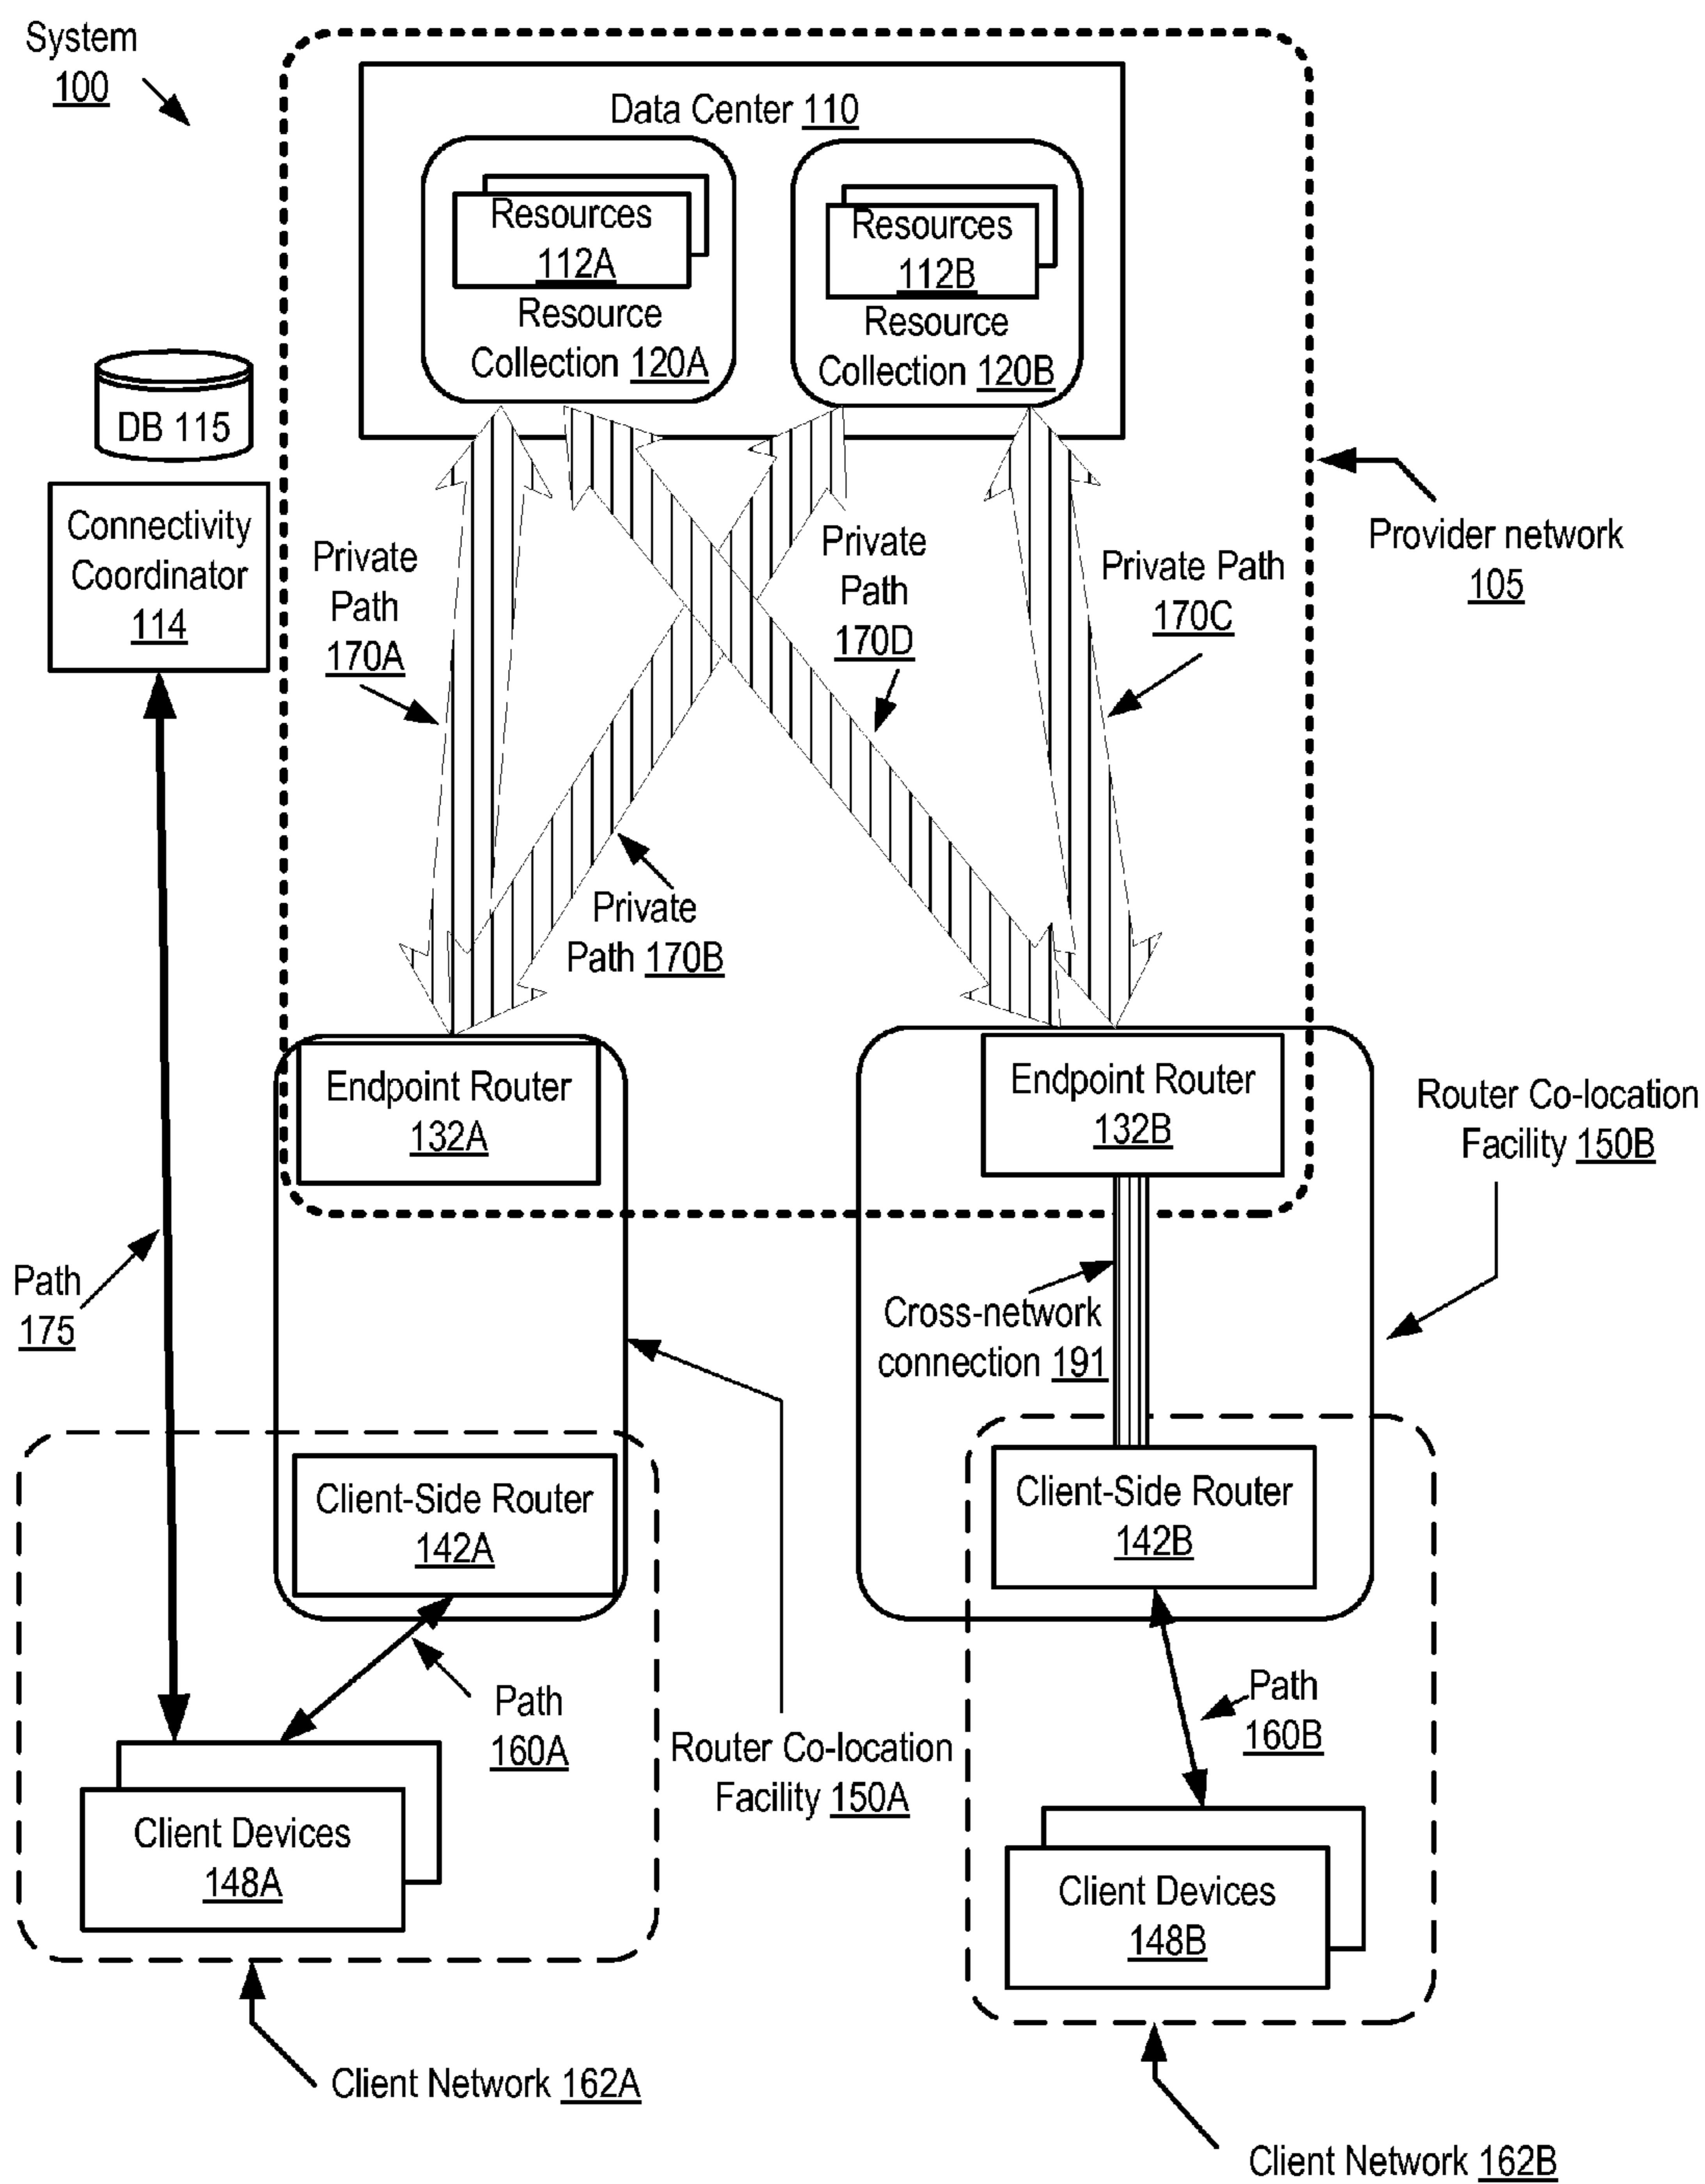 System
100
Data Center 110
Resources
112A
Resource
Collection 120A
Resources
112B
Resource
Collection 120B
DB 115
Connectivity
Coordinator
114
Private
Path
170A
Private
Path
170D
Private Path
170C
Provider network
105
Private
Path 170B
Endpoint Router
132A
Endpoint Router
132B
Router Co-location
Facility 150B
Path
175
Cross-network
connection 191
Client-Side Router
142A
Client-Side Router
142B
Path
160A
Path
160B
Router Co-location
Facility 150A
Client Devices
148A
Client Devices
148B
Client Network 162A
Client Network 162B